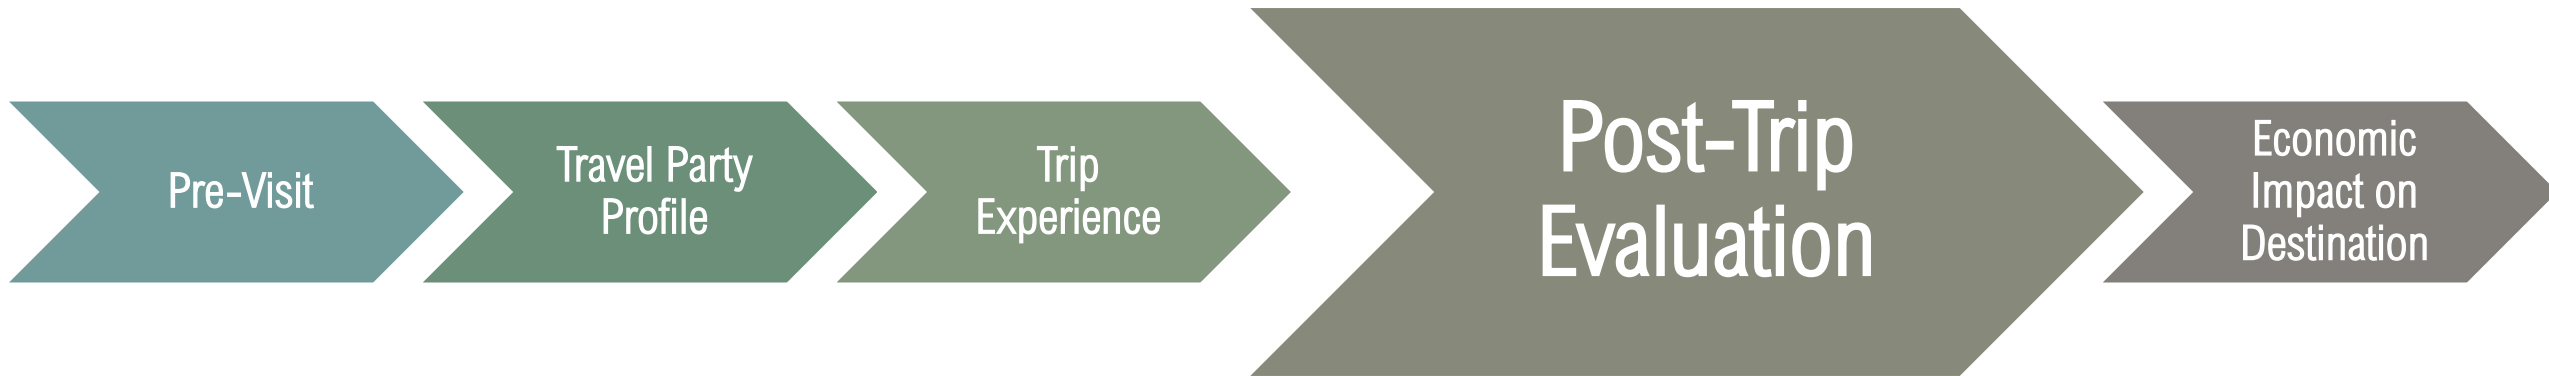 Pre-Visit
Travel Party
Profile
Trip
Experience
Post-Trip
Evaluation
Economic
Impact on
Destination